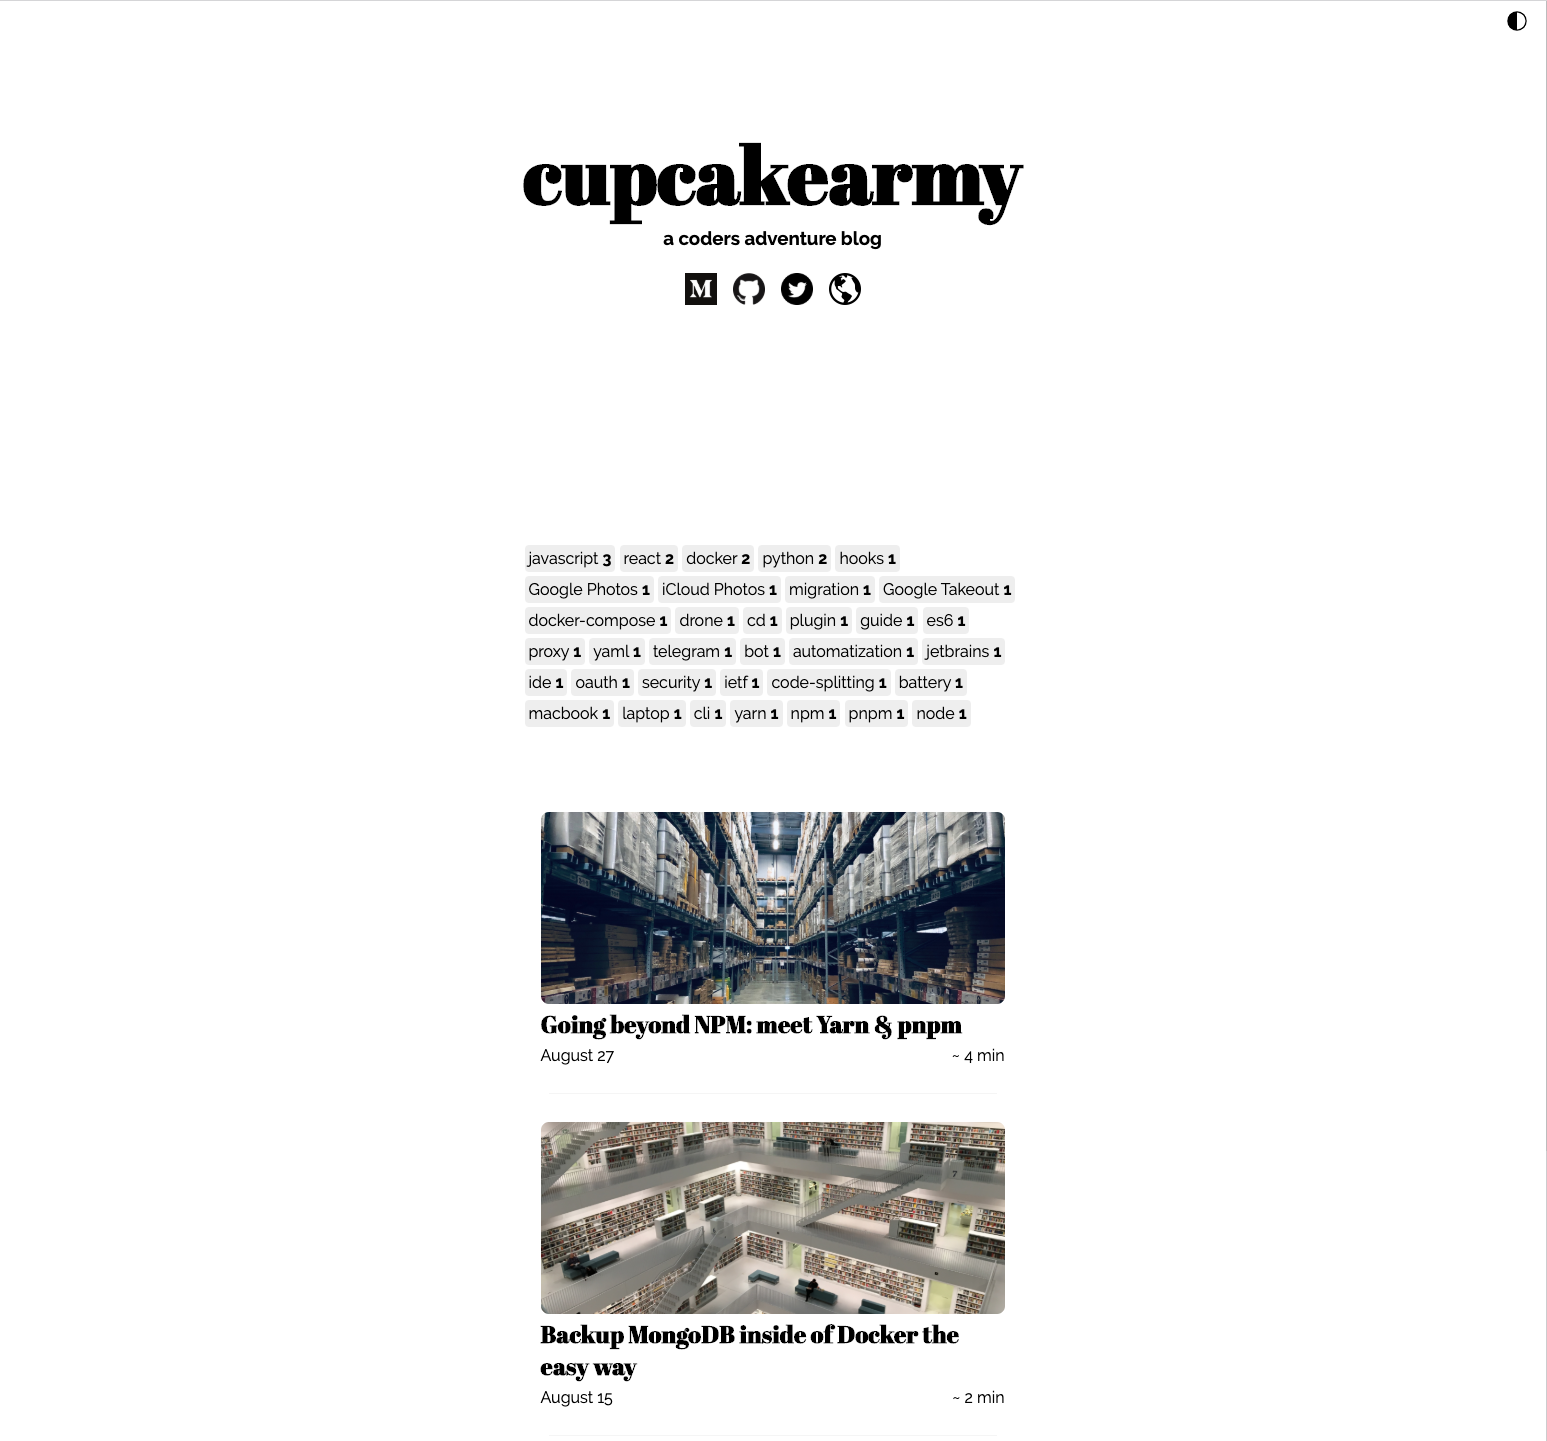 cupcakearmy
a coders adventure blog
M
javascript 3 react 2 docker 2 python 2 hooks 1
Google Photos 1 iCloud Photos 1 migration 1 Google Takeout 1
docker-compose 1 drone 1 cd 1 plugin 1 guide 1 es6 1
proxy 1 yaml 1 telegram 1 bot 1 automatization 1 jetbrains 1
ide 1 oauth 1 security 1 ietf 1 code-splitting 1 battery 1
macbook 1 laptop 1 cli 1 yarn 1 npm 1 pnpm 1 node 1
Going beyond NPM: meet Yarn & pnpm
August 27 ~ 4 min
7
Backup MongoDB inside of Docker the
easy way
August 15 ~ 2 min